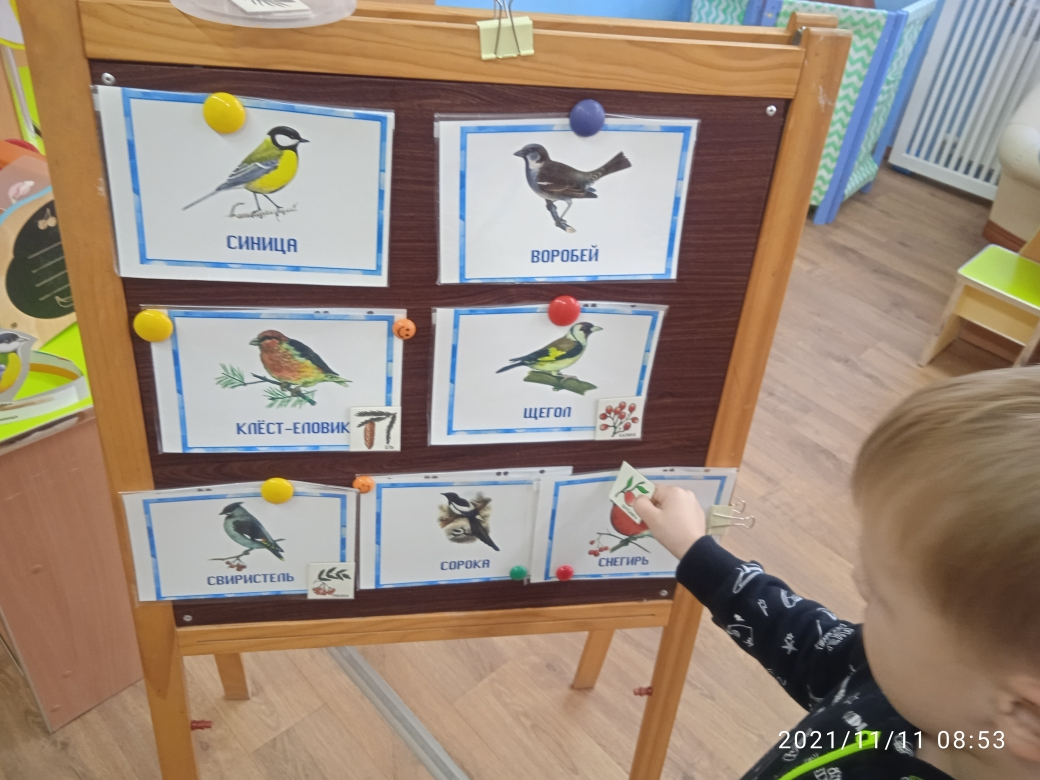 СИНИЦА
ВОРОБЕЙ
КЛЁСТ-ЕЛОВИК
ЩЕГОЛ
СВИРИСТЕЛЬ
СОРОКА
СНЕГИРЬ
2021/11/11 08:53